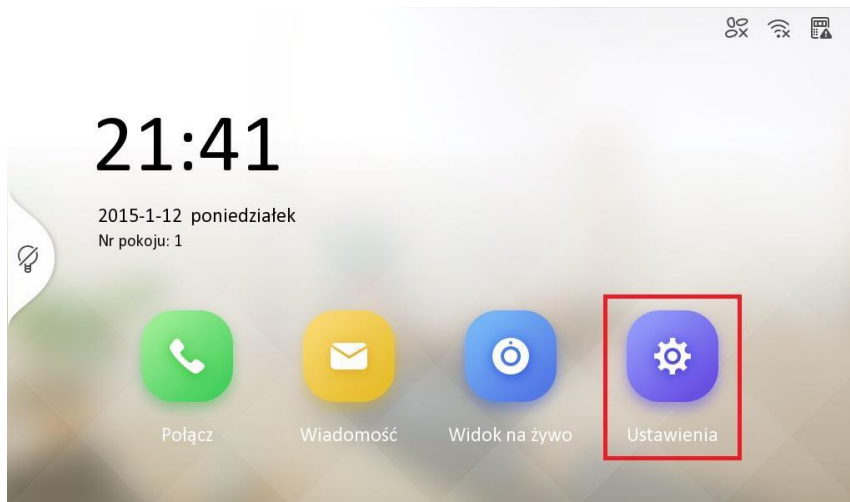 21:41
2015-1-12 poniedziałek
Nr pokoju: 1
Połącz
Wiadomość
Widok na żywo
Ustawienia